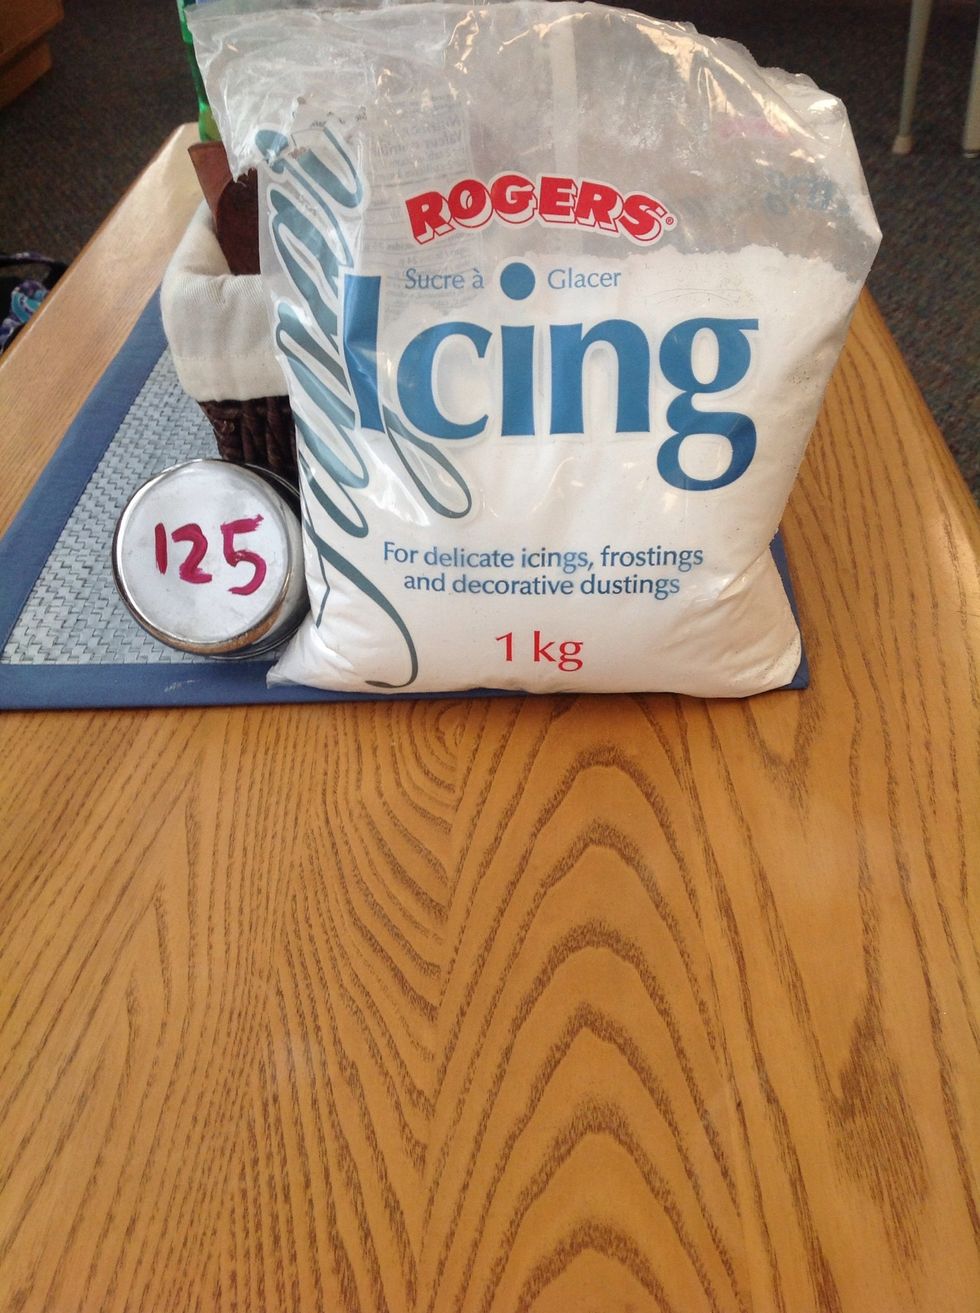 ROGERS®
Sucre à Glacer
Icing
For delicate icings, frostings
and decorative dustings
1 kg
125